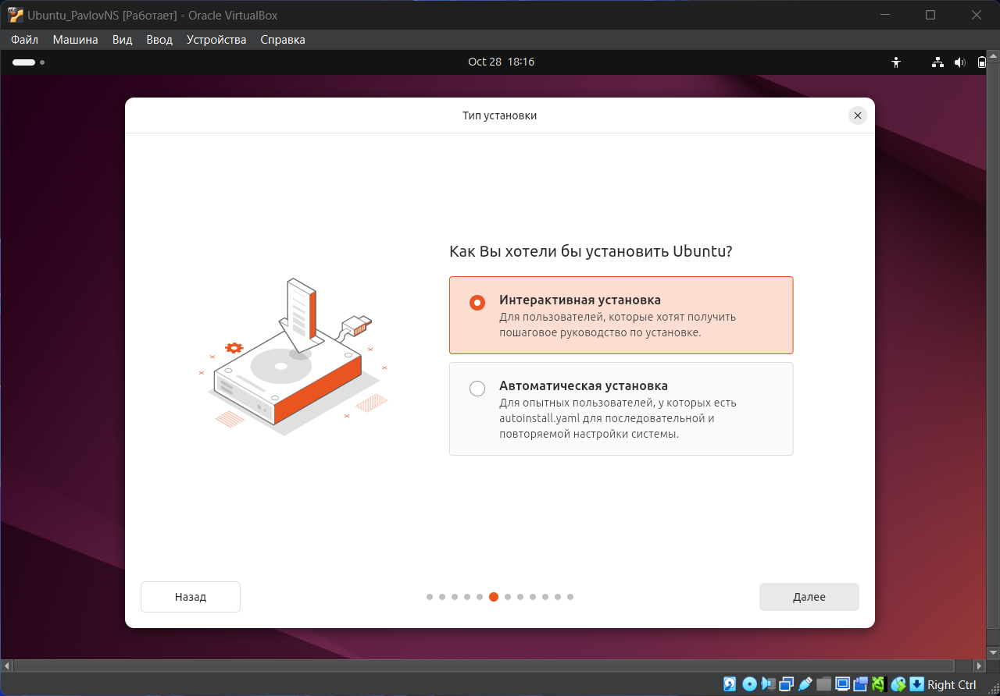 Ubuntu_PavlovNS [Работает] - Oracle VirtualBox
Файл Машина Вид Ввод Устройства Справка
Oct 28 18:16
Тип установки
Как Вы хотели бы установить Ubuntu?
Интерактивная установка
Для пользователей, которые хотят получить
пошаговое руководство по установке.
Автоматическая установка
Для опытных пользователей, у которых есть
autoinstall.yaml для последовательной и
повторяемой настройки системы.
Назад
Далее
Right Ctrl